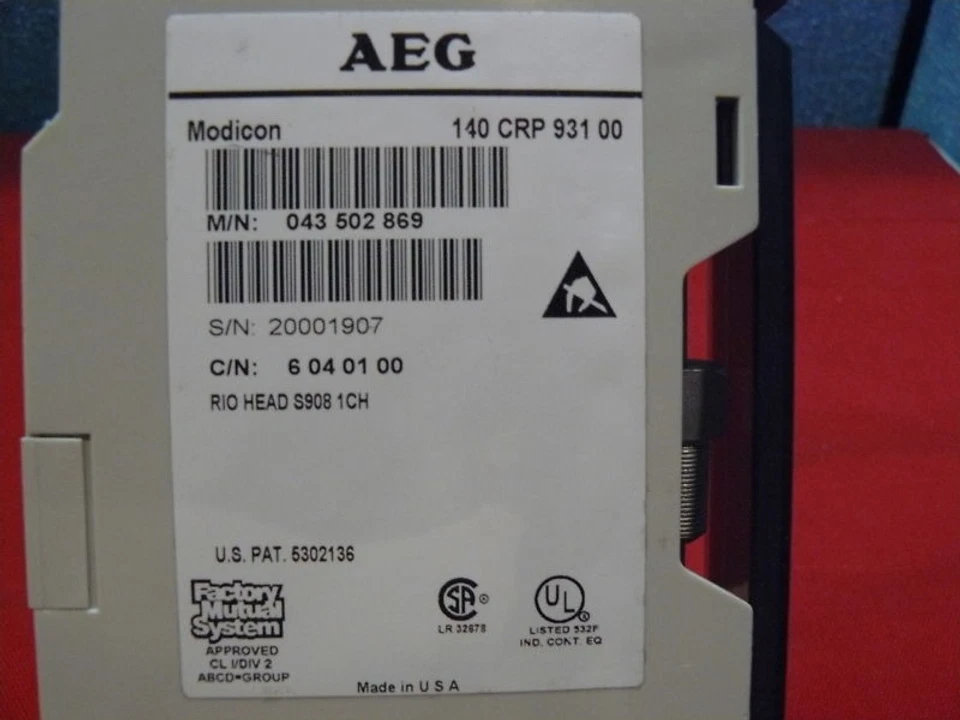 AEG
Modicon 140 CRP 931 00
M/N: 043 502 869
S/N: 20001907
C/N: 6 04 01 00
RIO HEAD S908 1CH
U.S. PAT. 5302136
Factory
Mutual
System
APPROVED
CL I/DIV 2
ABCD-GROUP
SA
LR 32678
UL
LISTED 532F
IND. CONT. EQ
Made in U S A